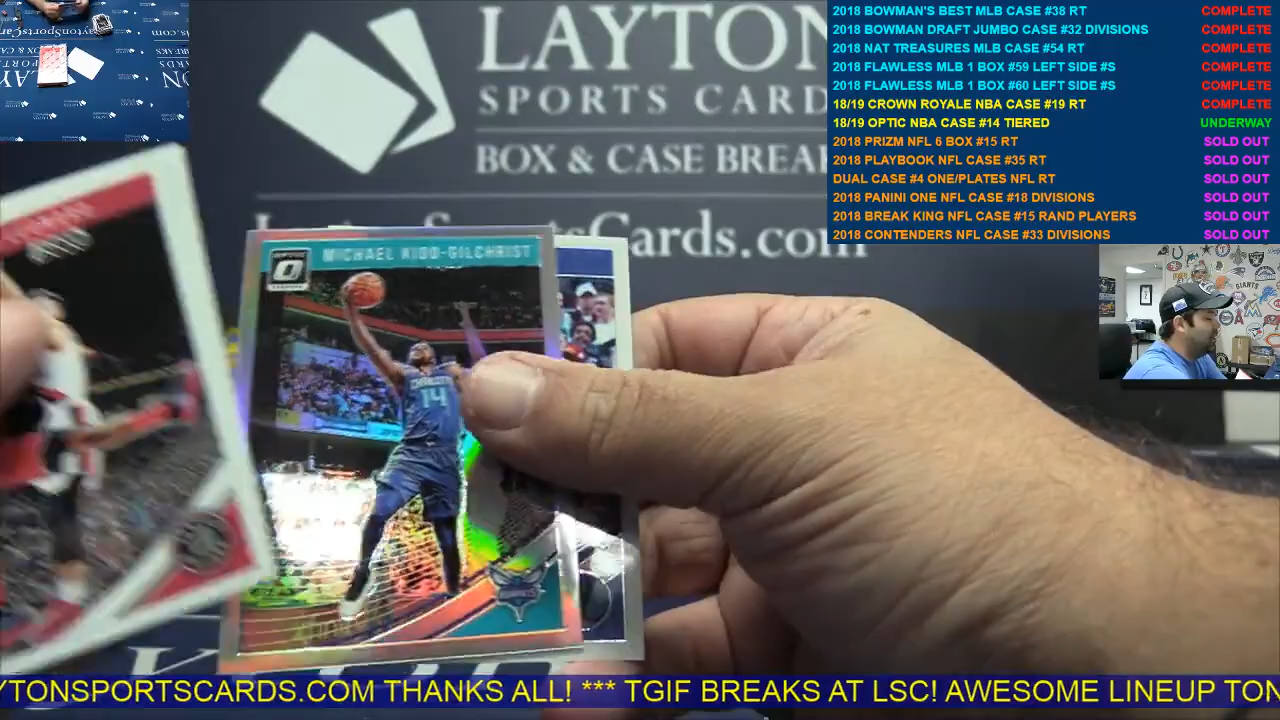 LAYTON
SPORTS CARDS
BOX & CASE BREAK
LaytonSportsCards.com
2018 BOWMAN'S BEST MLB CASE #38 RT COMPLETE
2018 BOWMAN DRAFT JUMBO CASE #32 DIVISIONS COMPLETE
2018 NAT TREASURES MLB CASE #54 RT COMPLETE
2018 FLAWLESS MLB 1 BOX #59 LEFT SIDE #S COMPLETE
2018 FLAWLESS MLB 1 BOX #60 LEFT SIDE #S COMPLETE
18/19 CROWN ROYALE NBA CASE #19 RT COMPLETE
18/19 OPTIC NBA CASE #14 TIERED UNDERWAY
2018 PRIZM NFL 6 BOX #15 RT SOLD OUT
2018 PLAYBOOK NFL CASE #35 RT SOLD OUT
DUAL CASE #4 ONE/PLATES NFL RT SOLD OUT
2018 PANINI ONE NFL CASE #18 DIVISIONS SOLD OUT
2018 BREAK KING NFL CASE #15 RAND PLAYERS SOLD OUT
2018 CONTENDERS NFL CASE #33 DIVISIONS SOLD OUT
MICHAEL KIDD-GILCHRIST
CHARLOTTE
14
GIANTS
YTONSPORTSCARDS.COM THANKS ALL! *** TGIF BREAKS AT LSC! AWESOME LINEUP TON